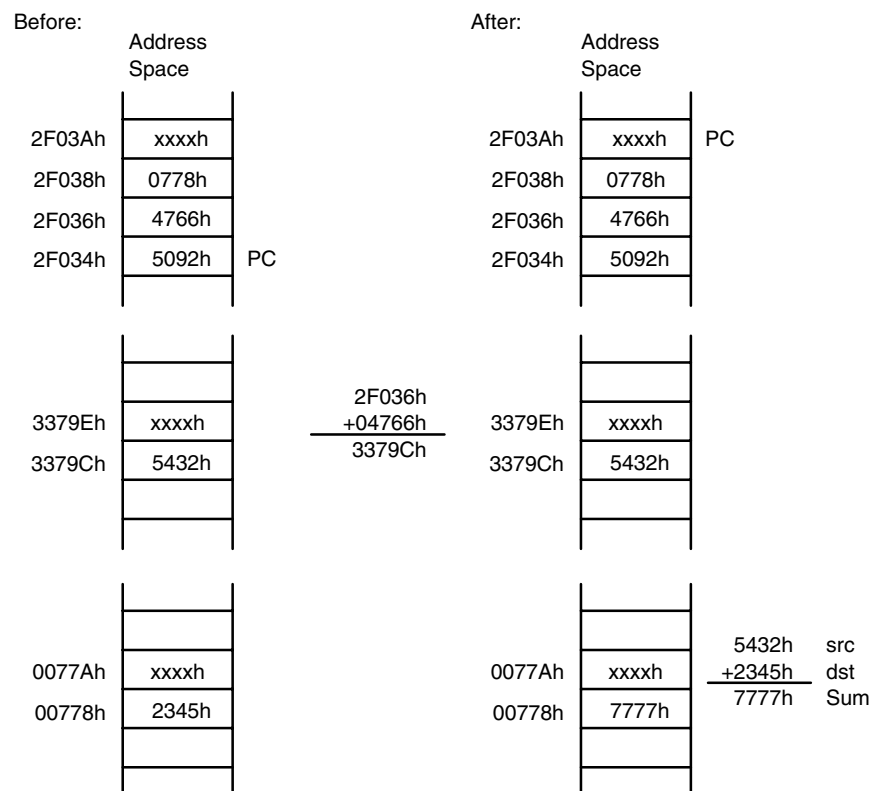 Before:
Address
Space
2F03Ah xxxxh
2F038h 0778h
2F036h 4766h
2F034h 5092h PC
3379Eh xxxxh
3379Ch 5432h
0077Ah xxxxh
00778h 2345h
2F036h
+04766h
3379Ch
After:
Address
Space
2F03Ah xxxxh PC
2F038h 0778h
2F036h 4766h
2F034h 5092h
3379Eh xxxxh
3379Ch 5432h
0077Ah xxxxh
00778h 7777h
5432h src
+2345h dst
7777h Sum